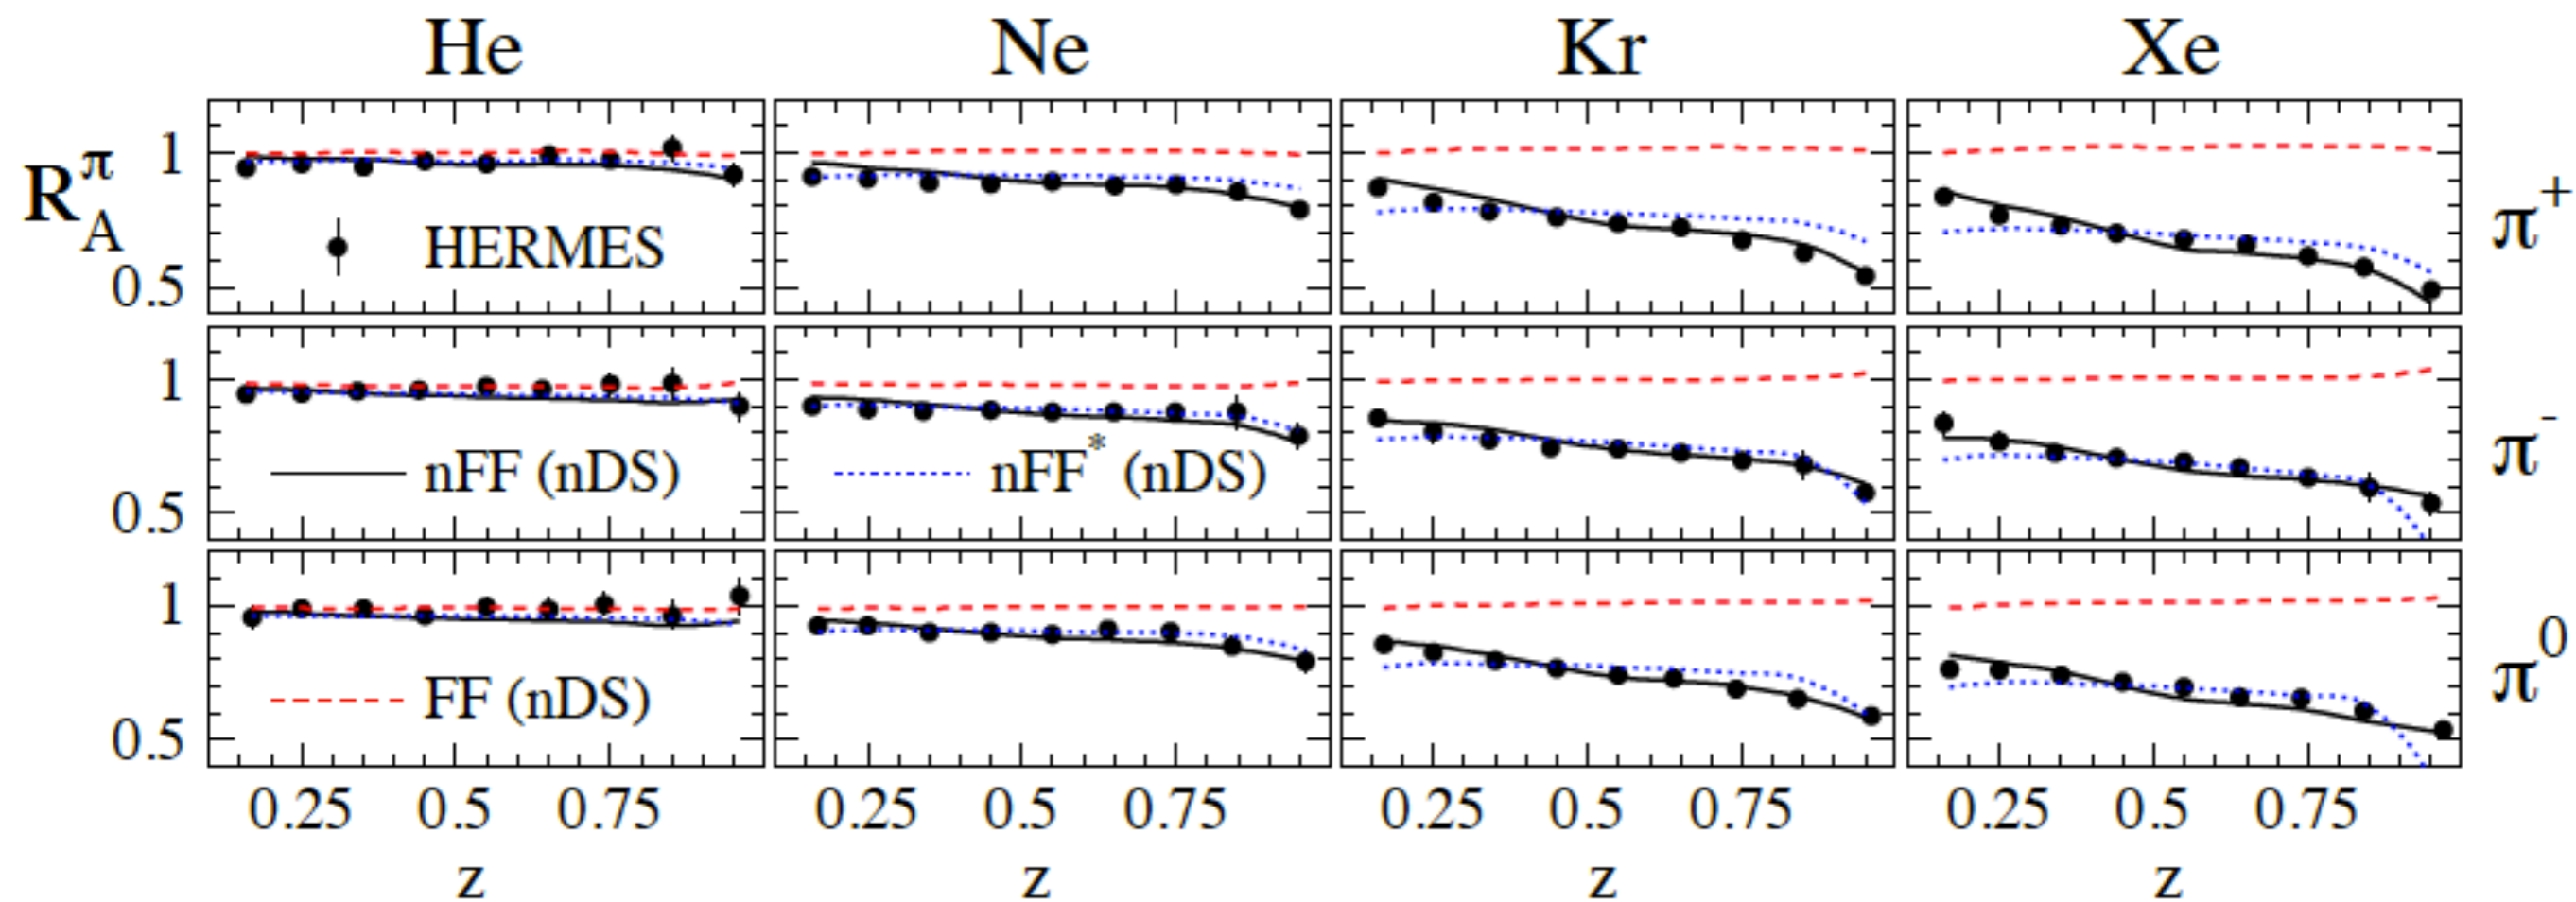 He Ne Kr Xe
R_A^π 1 π^+
HERMES
0.5
1 π^-
nFF (nDS) nFF^* (nDS)
0.5
1 π^0
FF (nDS)
0.5
0.25 0.5 0.75 0.25 0.5 0.75 0.25 0.5 0.75 0.25 0.5 0.75
z z z z